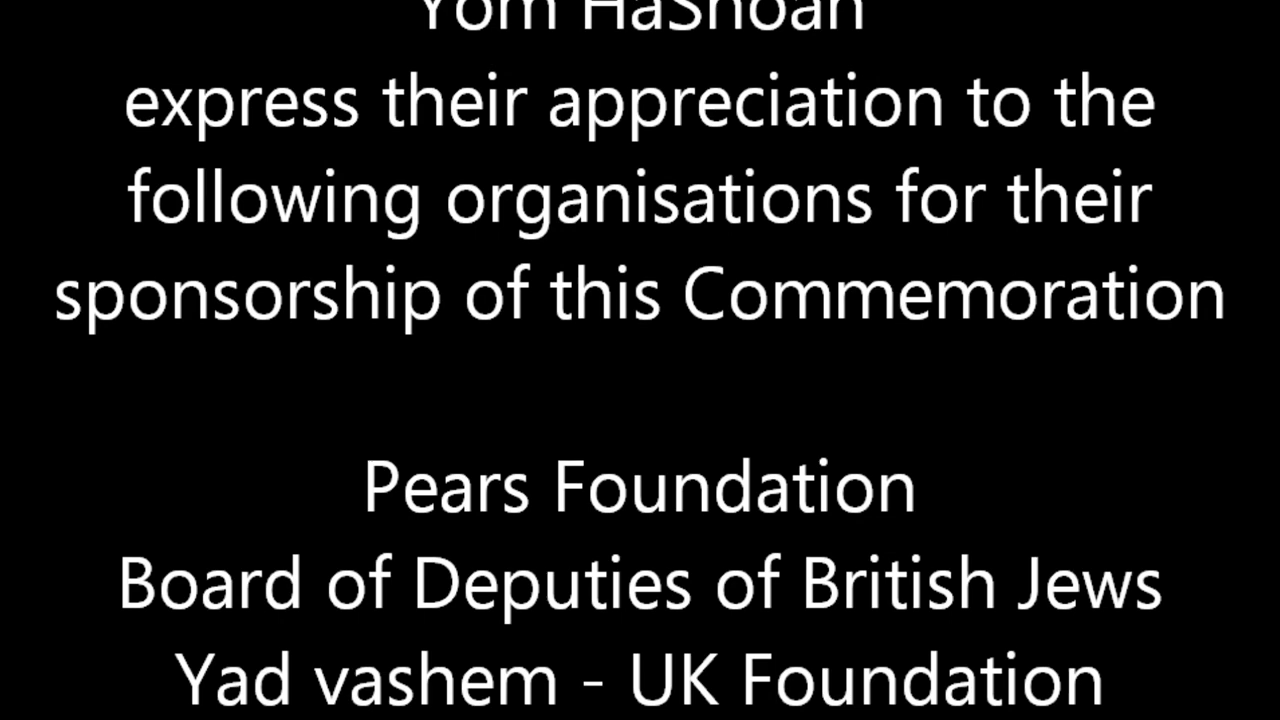 Yom HaShoah
express their appreciation to the
following organisations for their
sponsorship of this Commemoration
Pears Foundation
Board of Deputies of British Jews
Yad vashem - UK Foundation